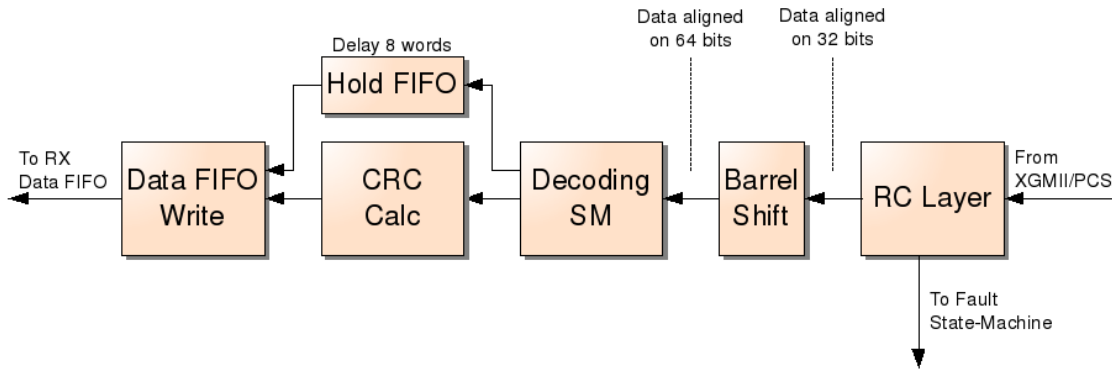 Data aligned
on 64 bits
Data aligned
on 32 bits
Delay 8 words
Hold FIFO
To RX
Data FIFO
Data FIFO
Write
CRC
Calc
Decoding
SM
Barrel
Shift
RC Layer
From
XGMII/PCS
To Fault
State-Machine